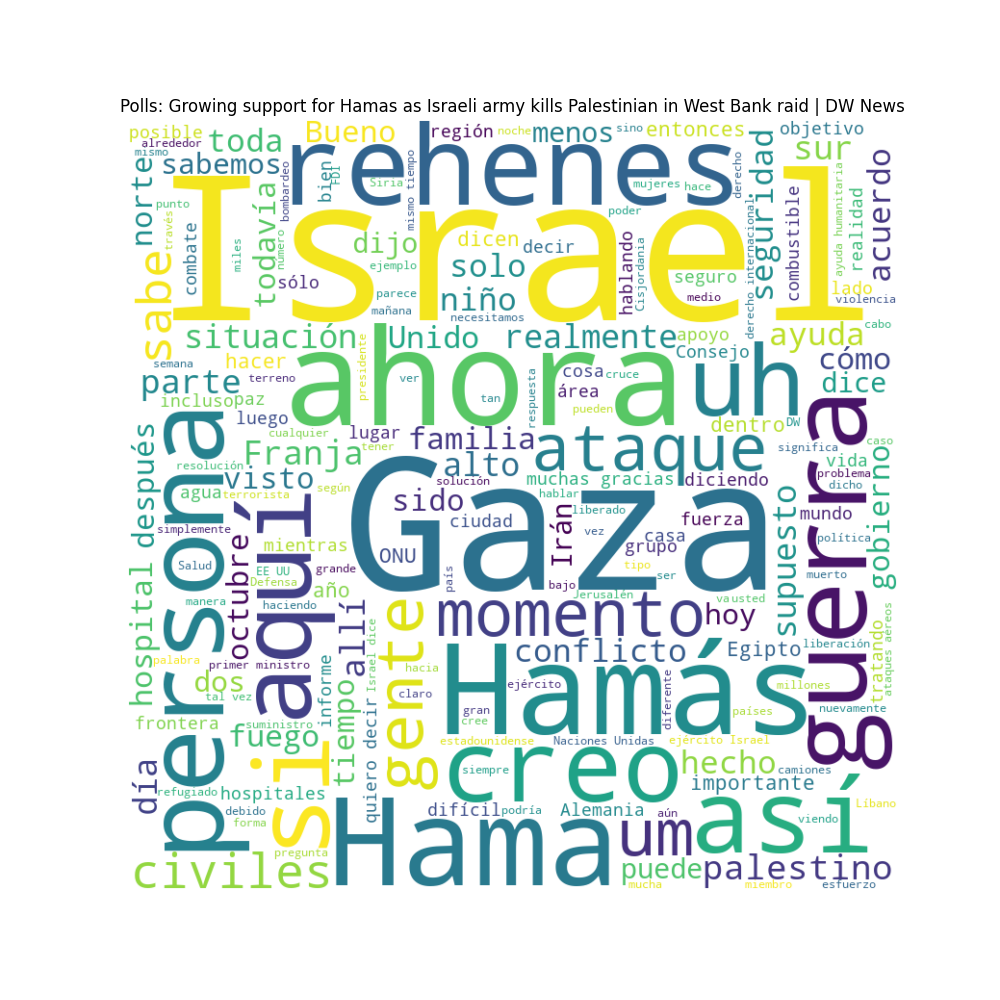 Polls: Growing support for Hamas as Israeli army kills Palestinian in West Bank raid | DW News
posible
alrededor
mismo
toda
Bueno
región
noche
menos
sino
entonces
objetivo
sur
sabemos
rehenes
norte
punto
través
combate
miles
número
todavía
bombardeo
bien
FDI
Siria
mismo tiempo
mujeres
hace
derecho
seguridad
combustible
ayuda humanitaria
realidad
acuerdo
Israel
sabe
sólo
dijo
ejemplo
parece
mañana
dicen
decir
solo
niño
necesitamos
poder
hablando
Cisjordania
seguro
medio
derecho internacional
lado
violencia
cabo
situación
Unido
realmente
apoyo
ayuda
semana
hacer
terreno
presidente
ahora
ver
tan
respuesta
cosa
cruce
área
pueden
Consejo
uh
cómo
dice
parte
incluso
paz
luego
cualquier
lugar
tener
familia
ataque
dentro
DW
significa
caso
persona
Franja
resolución
visto
alto
solución
muchas gracias
hablar
diciendo
vida
problema
dicho
agua
terrorista
según
sido
ciudad
liberado
vez
Irán
casa
grupo
fuerza
mundo
política
gobierno
guerra
hospital
después
simplemente
Salud
octubre
aquí
mientras
EE UU
Defensa
grande
año
ONU
Gaza
país
bajo
tipo
ser
Jerusalén
va
usted
supuesto
muerto
manera
haciendo
allí
gente
momento
hoy
conflicto
Egipto
liberación
tratando
ataques aéreos
palabra
primer ministro
dos
tal vez
informe
tiempo
Israel dice
quiero decir
hacia
claro
ejército
gran
cree
Hamás
diferente
millones
países
nuevamente
frontera
suministro
fuego
si
estadounidense
Naciones Unidas
ejército Israel
día
refugiado
hospitales
debido
forma
siempre
creo
hecho
camiones
importante
difícil
podría
Alemania
aún
viendo
Líbano
así
pregunta
civiles
Hama
um
puede
palestino
mucha
miembro
esfuerzo